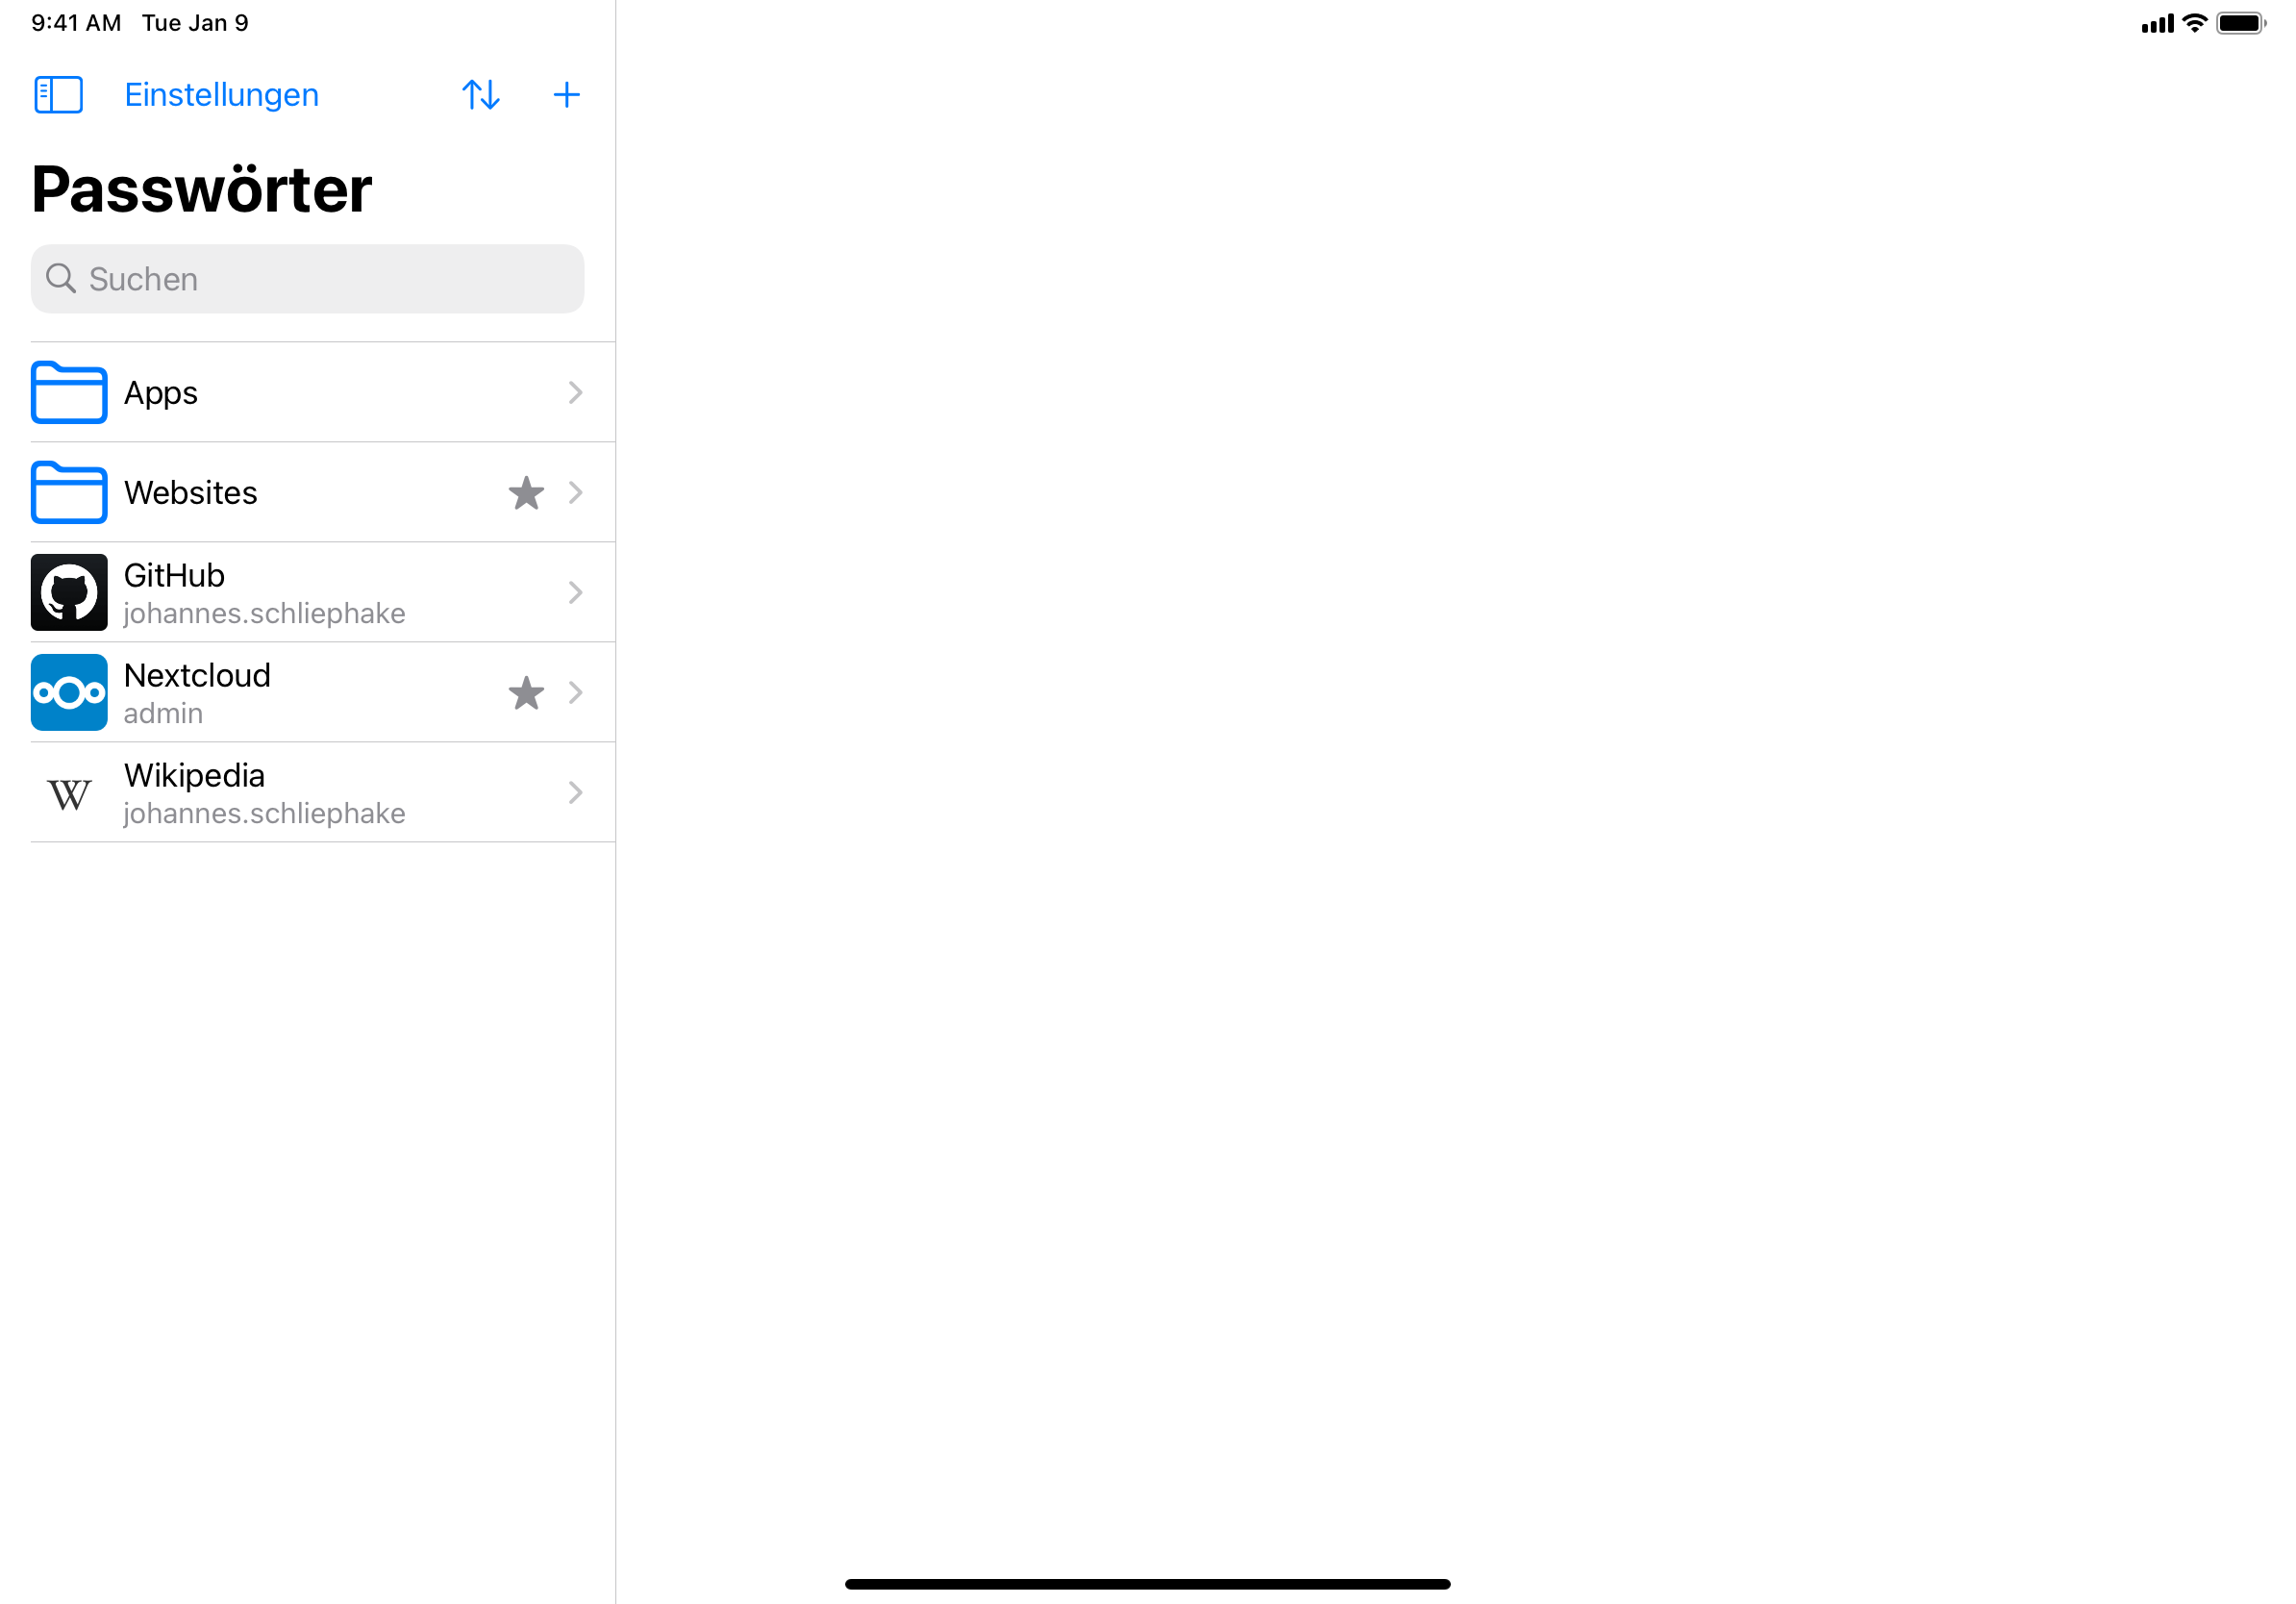 9:41 AM Tue Jan 9
Einstellungen
Passwörter
Suchen
Apps
Websites
GitHub
johannes.schliephake
Nextcloud
admin
W
Wikipedia
johannes.schliephake